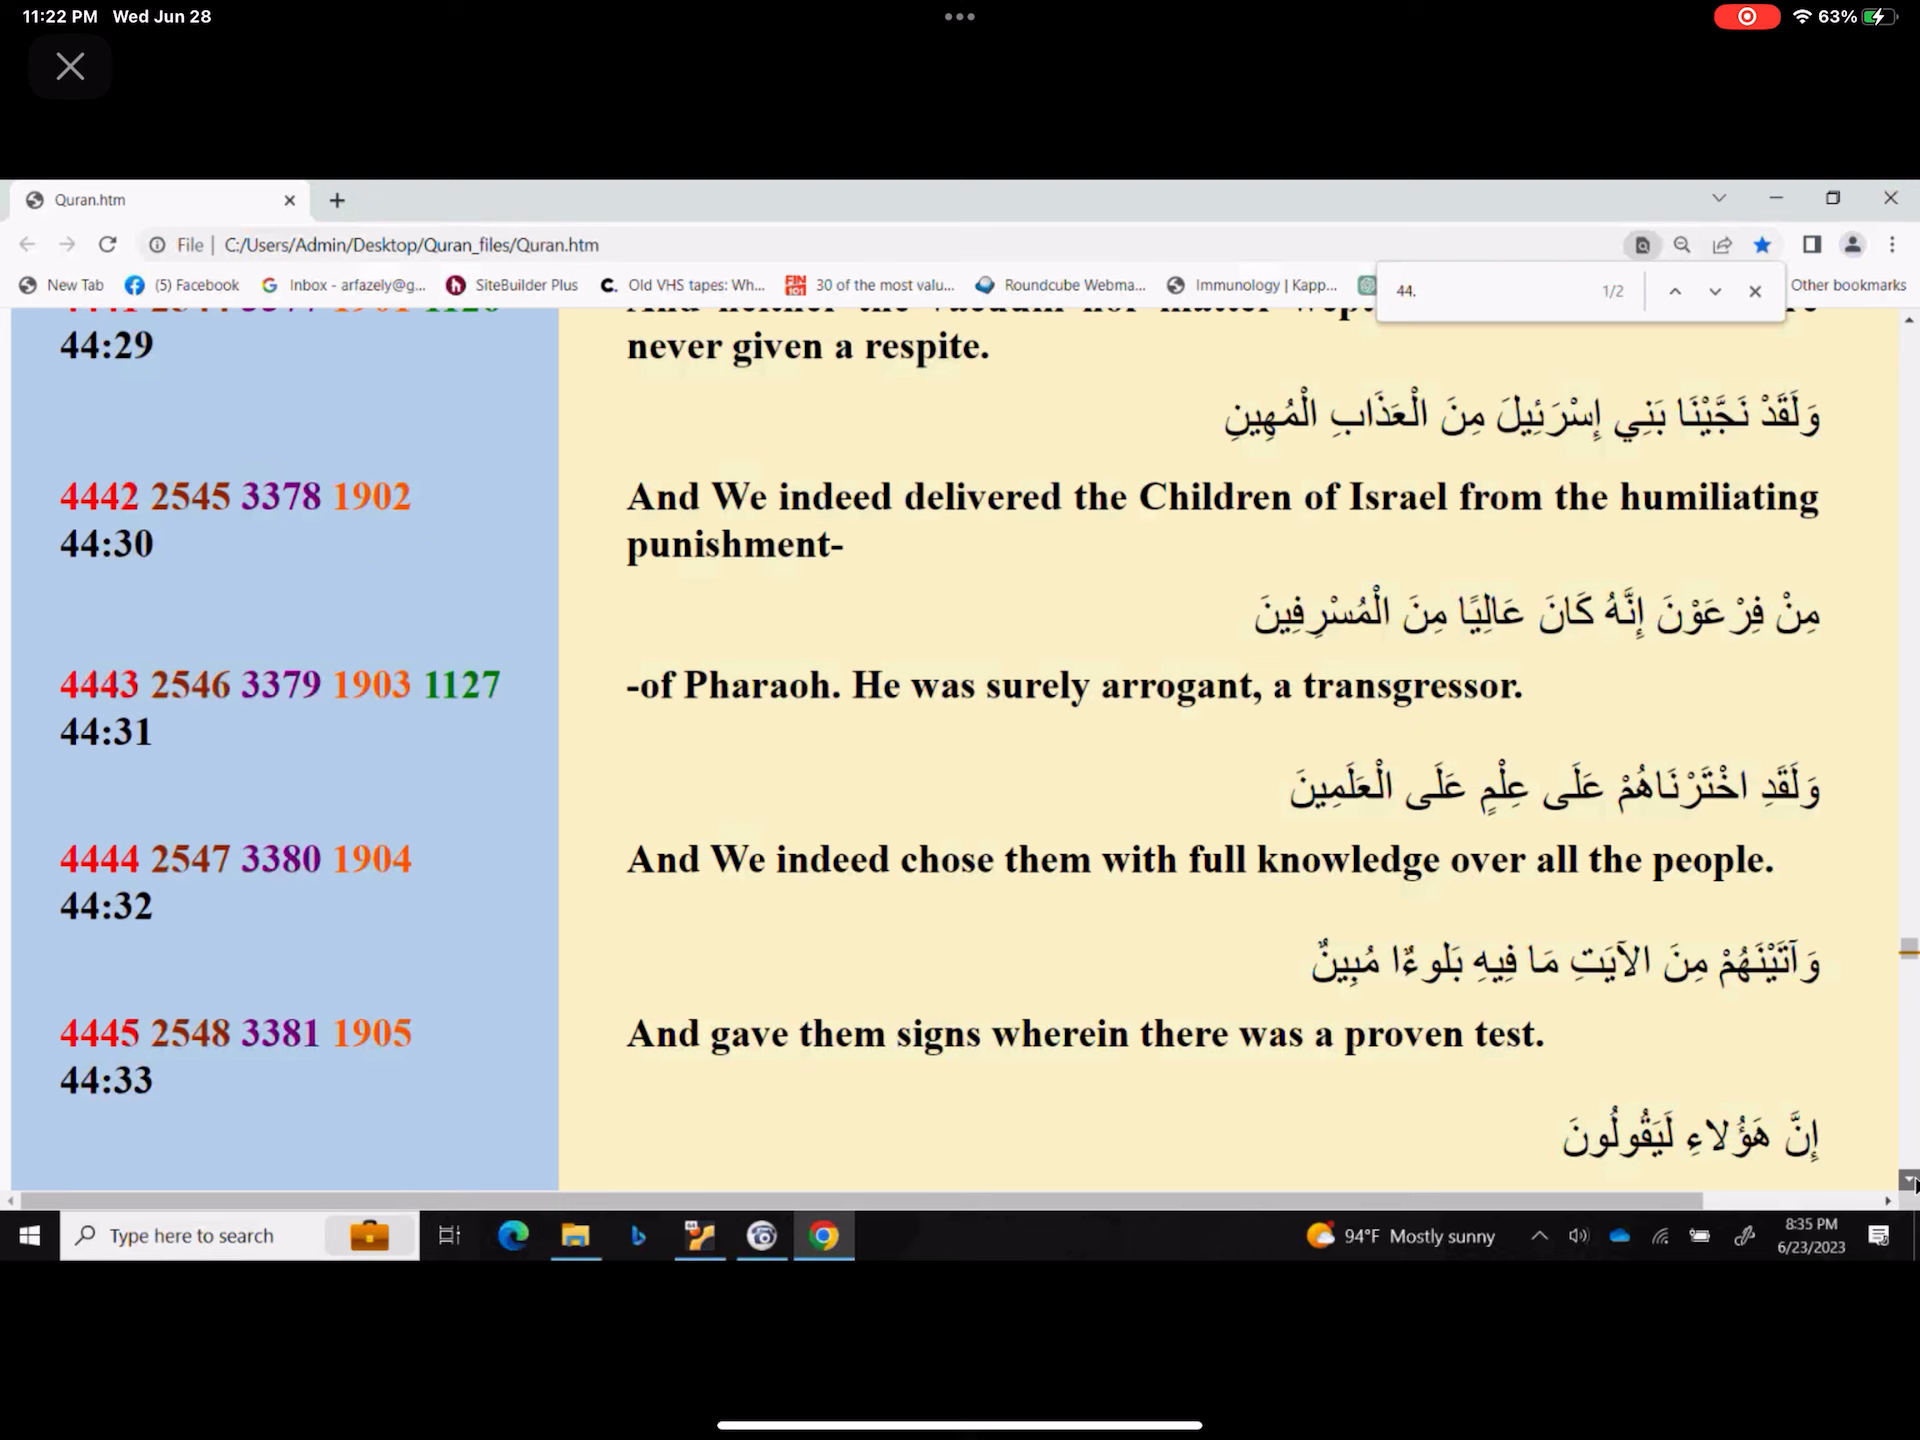 11:22 PM Wed Jun 28
63%
Quran.htm
File | C:/Users/Admin/Desktop/Quran_files/Quran.htm
New Tab (5) Facebook Inbox - arfazely@g... SiteBuilder Plus Old VHS tapes: Wh... FIN 101 30 of the most valu... Roundcube Webma... Immunology | Kapp... Other bookmarks
44. 1/2
44:29 never given a respite.
وَلَقَدْ نَجَّيْنَا بَنِي إِسْرَئِيلَ مِنَ الْعَذَابِ الْمُهِينِ
4442 2545 3378 1902 And We indeed delivered the Children of Israel from the humiliating
44:30 punishment-
مِنْ فِرْعَوْنَ إِنَّهُ كَانَ عَالِيًا مِنَ الْمُسْرِفِينَ
4443 2546 3379 1903 1127 -of Pharaoh. He was surely arrogant, a transgressor.
44:31
وَلَقَدِ اخْتَرْنَاهُمْ عَلَى عِلْمٍ عَلَى الْعَلَمِينَ
4444 2547 3380 1904 And We indeed chose them with full knowledge over all the people.
44:32
وَآتَيْنَهُمْ مِنَ الآيَتِ مَا فِيهِ بَلوءٌا مُبِينٌ
4445 2548 3381 1905 And gave them signs wherein there was a proven test.
44:33
إِنَّ هَؤُلاءِ لَيَقُولُونَ
Type here to search 94°F Mostly sunny 8:35 PM
6/23/2023